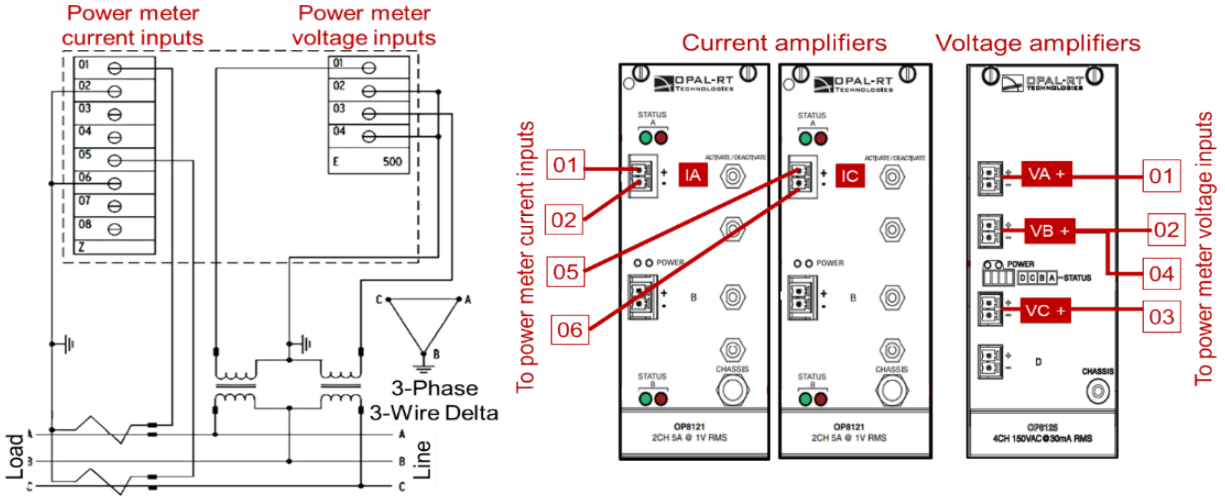 Power meter
current inputs
Power meter
voltage inputs
01
02
03
04
05
06
07
08
Z
01
02
03
04
E 500
C
A
B
3-Phase
3-Wire Delta
Load
A
B
C
A
B
C
Line
Current amplifiers
Voltage amplifiers
To power meter current inputs
01
02
05
06
OPAL-RT
TECHNOLOGIES
STATUS
A
ACTIVATE / DEACTIVATE
+
IA
-
POWER
+
B
-
STATUS
B
CHASSIS
OP8121
2CH 5A @ 1V RMS
OPAL-RT
TECHNOLOGIES
STATUS
A
ACTIVATE / DEACTIVATE
+
IC
-
POWER
+
B
-
STATUS
B
CHASSIS
OP8121
2CH 5A @ 1V RMS
OPAL-RT
TECHNOLOGIES
+
VA +
-
+
VB +
-
POWER
D C B A STATUS
+
VC +
-
+
D
-
CHASSIS
OP8125
4CH 150VAC@30mA RMS
01
02
04
03
To power meter voltage inputs